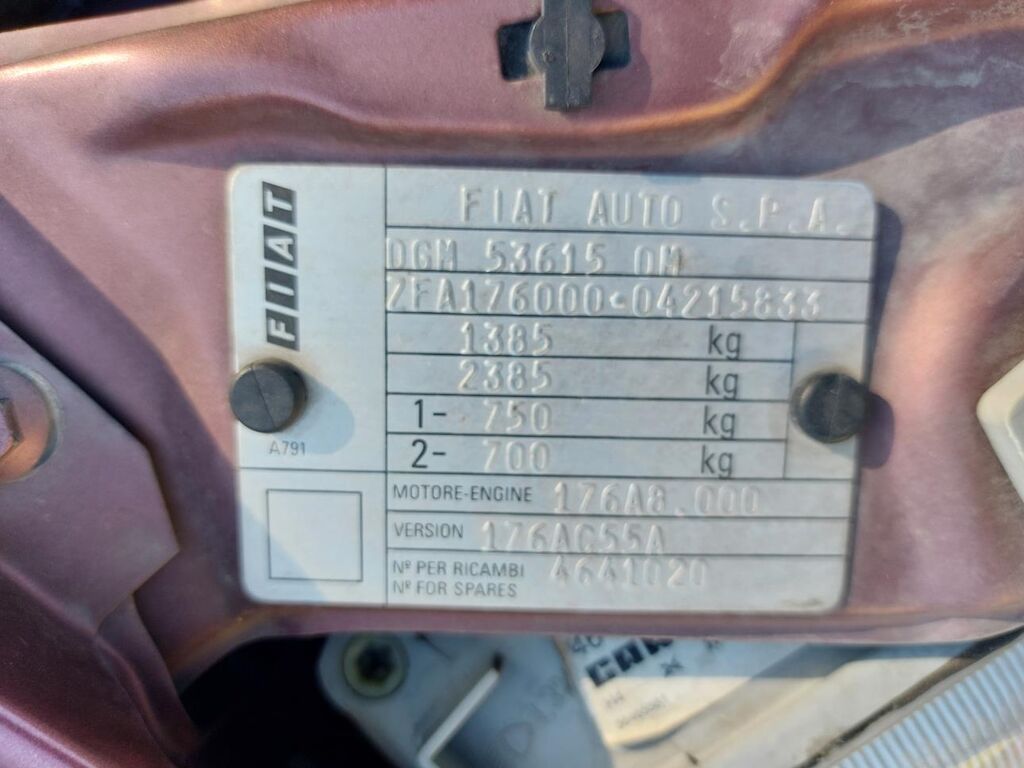 FIAT
FIAT AUTO S.P.A.
DGM 53615 OM
ZFA176000-04215833
1385 kg
2385 kg
1- 750 kg
2- 700 kg
A791
MOTORE-ENGINE 176A8.000
VERSION 176AC55A
Nº PER RICAMBI 4641020
Nº FOR SPARES
46